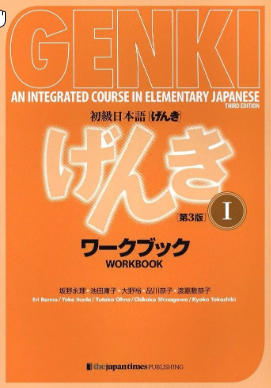 GENKI
AN INTEGRATED COURSE IN ELEMENTARY JAPANESE
THIRD EDITION
初級日本語[げんき]
げんき
[第3版]
I
ワークブック
WORKBOOK
坂野永理・池田庸子・大野裕・品川恭子・渡嘉敷恭子
Eri Banno / Yoko Ikeda / Yutaka Ohno / Chikako Shinagawa / Kyoko Tokashiki
the japantimes PUBLISHING